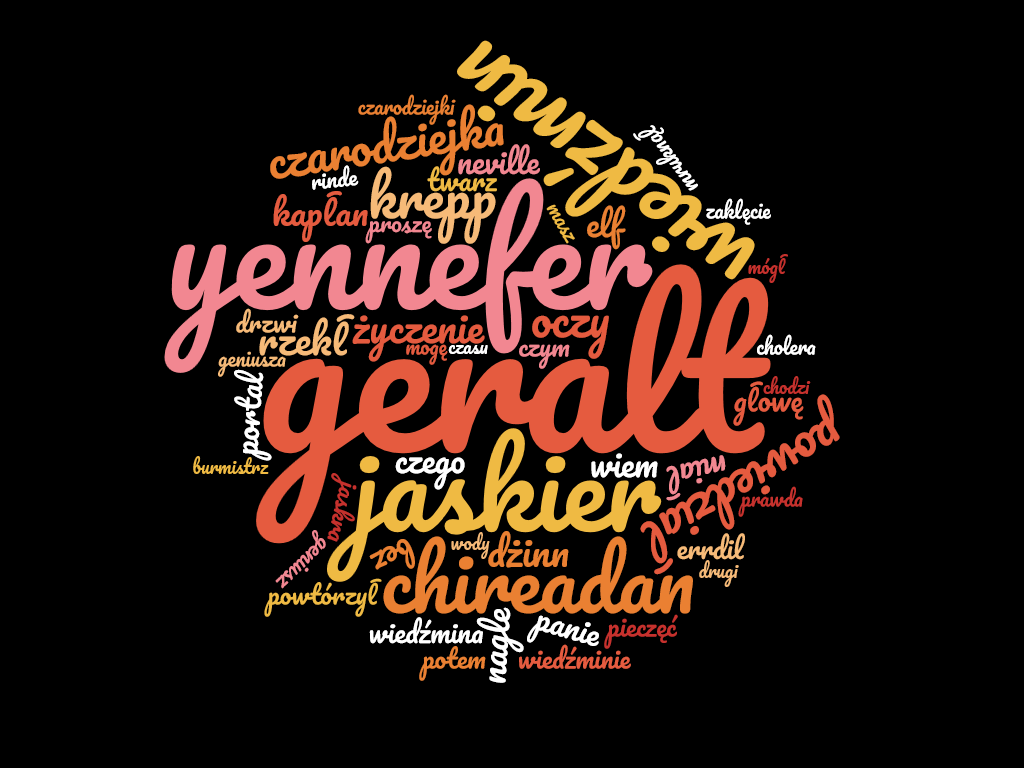 wiedźmin
czarodziejki
czarodziejka
mruknął
neville
rinde
twarz
krepp
zaklęcie
kapłan
proszę
masz
elf
yennefer
mógł
drzwi
rzekł
życzenie
oczy
mogę
czasu
czym
cholera
geniusza
geralt
chodzi
głowę
portal
powiedział
burmistrz
czego
wiem
miał
jaskra
jaskier
prawda
geniusz
bez
wody
dżinn
errdil
drugi
powtórzył
chireadan
wiedźmina
nagle
panie
pieczęć
potem
wiedźminie